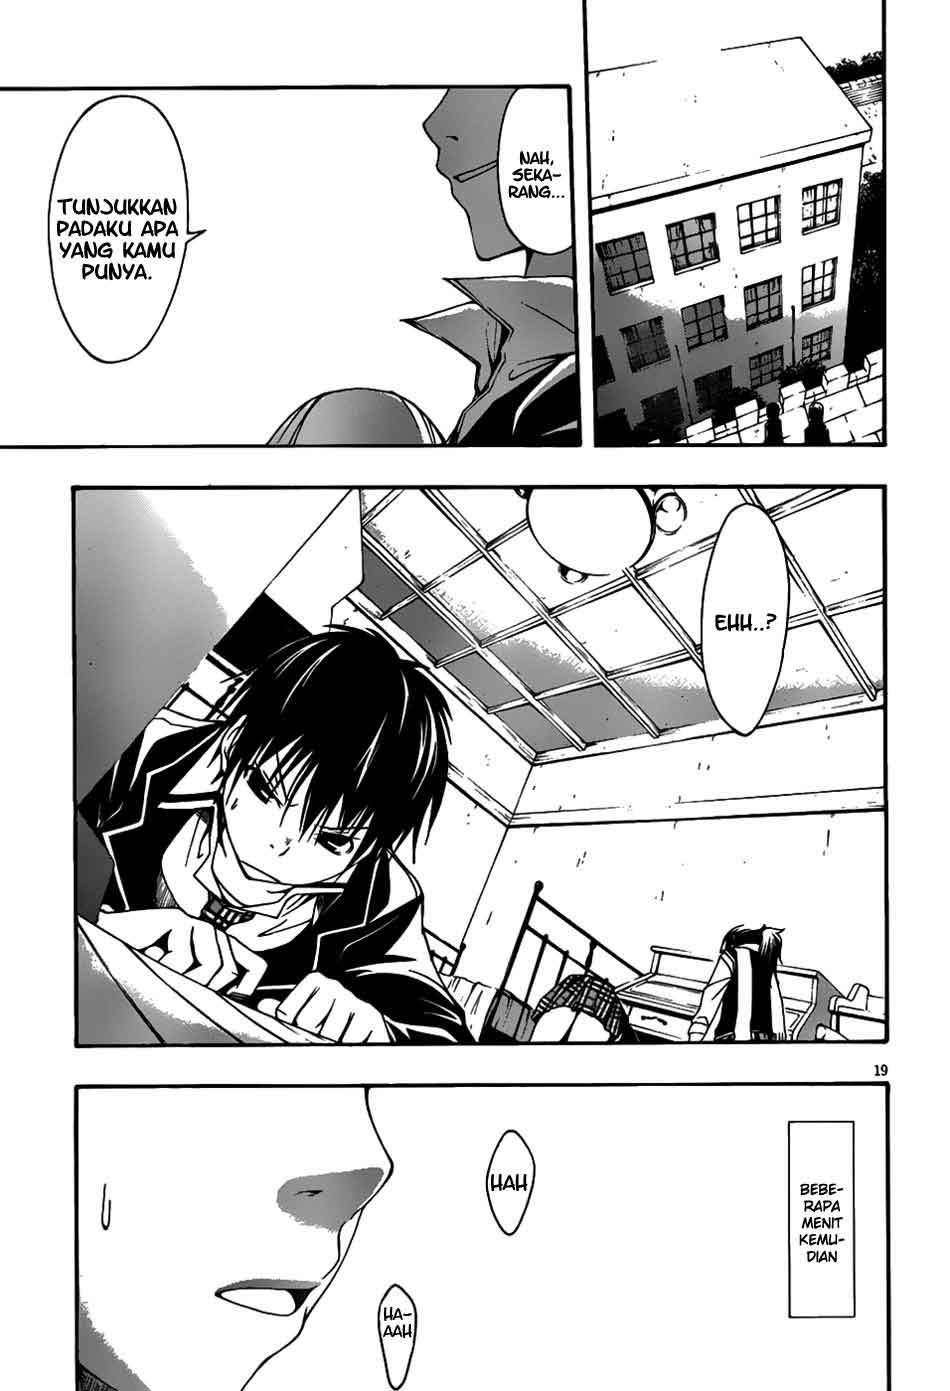 NAH,
SEKA-
RANG...
TUNJUKKAN
PADAKU APA
YANG KAMU
PUNYA.
EHH..?
19
BEBE-
RAPA
MENIT
KEMU-
DIAN
HAH
HA-
AAH